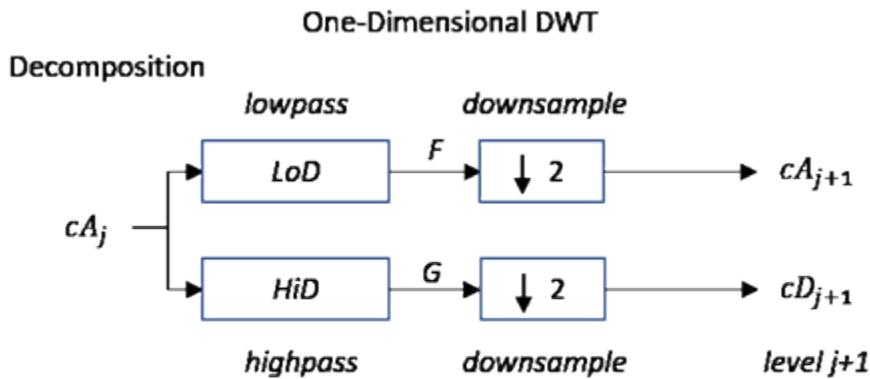 One-Dimensional DWT
Decomposition
lowpass downsample
LoD F ↓ 2 cA_{j+1}
cA_j
HiD G ↓ 2 cD_{j+1}
highpass downsample level j+1